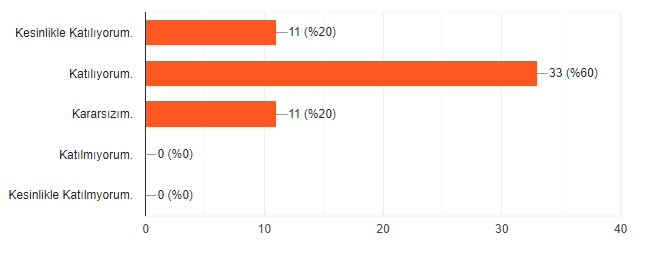 Kesinlikle Katılıyorum.
11 (%20)
Katılıyorum.
33 (%60)
Kararsızım.
11 (%20)
Katılmıyorum.
0 (%0)
Kesinlikle Katılmyorum.
0 (%0)
0 10 20 30 40